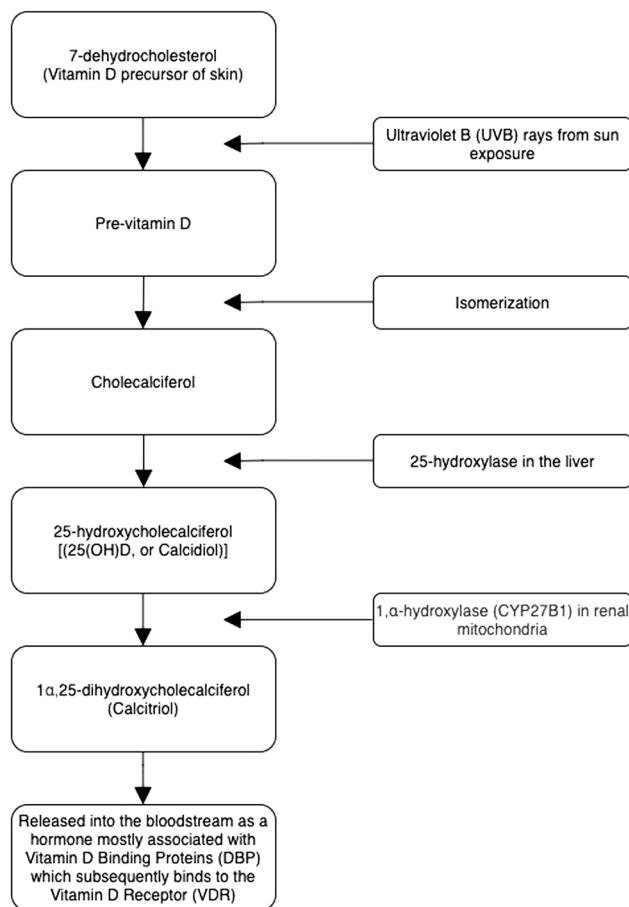 7-dehydrocholesterol
(Vitamin D precursor of skin)
Ultraviolet B (UVB) rays from sun
exposure
Pre-vitamin D
Isomerization
Cholecalciferol
25-hydroxylase in the liver
25-hydroxycholecalciferol
[(25(OH)D, or Calcidiol)]
1,α-hydroxylase (CYP27B1) in renal
mitochondria
1α,25-dihydroxycholecalciferol
(Calcitriol)
Released into the bloodstream as a
hormone mostly associated with
Vitamin D Binding Proteins (DBP)
which subsequently binds to the
Vitamin D Receptor (VDR)